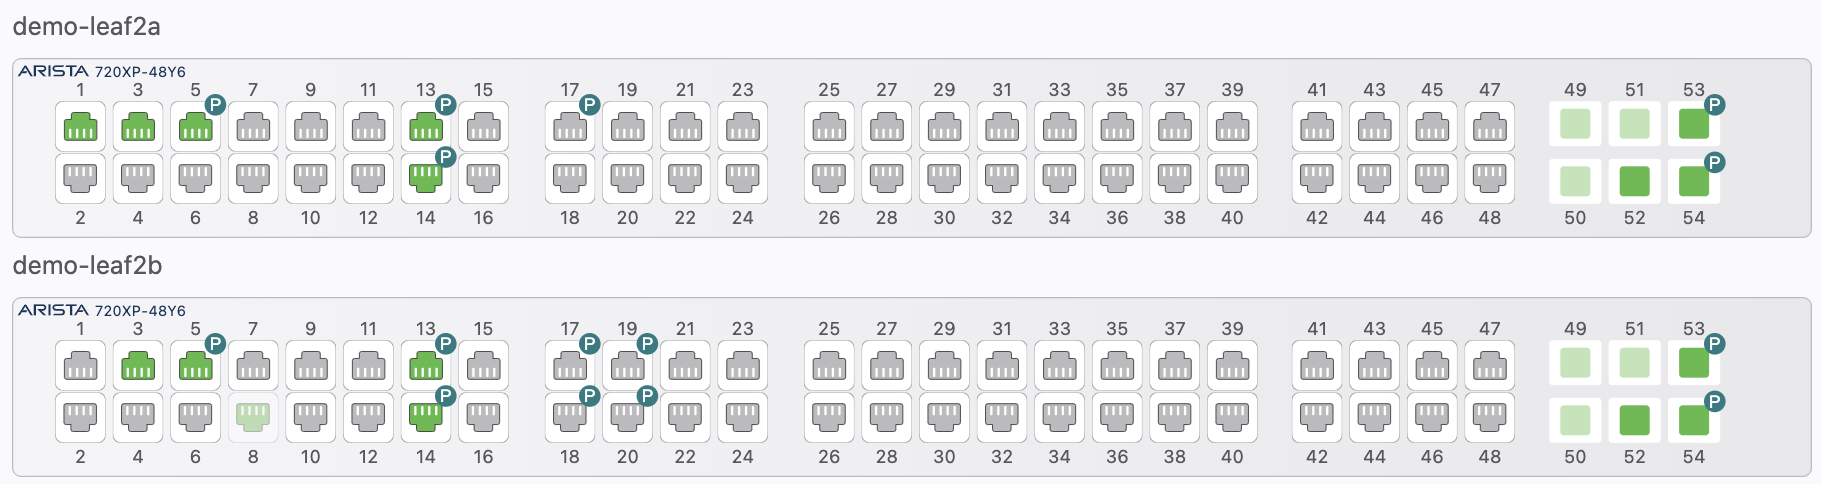 demo-leaf2a
ARISTA 720XP-48Y6
1 3 5 P 7 9 11 13 P 15 17 P 19 21 23 25 27 29 31 33 35 37 39 41 43 45 47 49 51 53 P
P P
2 4 6 8 10 12 14 16 18 20 22 24 26 28 30 32 34 36 38 40 42 44 46 48 50 52 54
demo-leaf2b
ARISTA 720XP-48Y6
1 3 5 P 7 9 11 13 P 15 17 P 19 P 21 23 25 27 29 31 33 35 37 39 41 43 45 47 49 51 53 P
P P P P
2 4 6 8 10 12 14 16 18 20 22 24 26 28 30 32 34 36 38 40 42 44 46 48 50 52 54